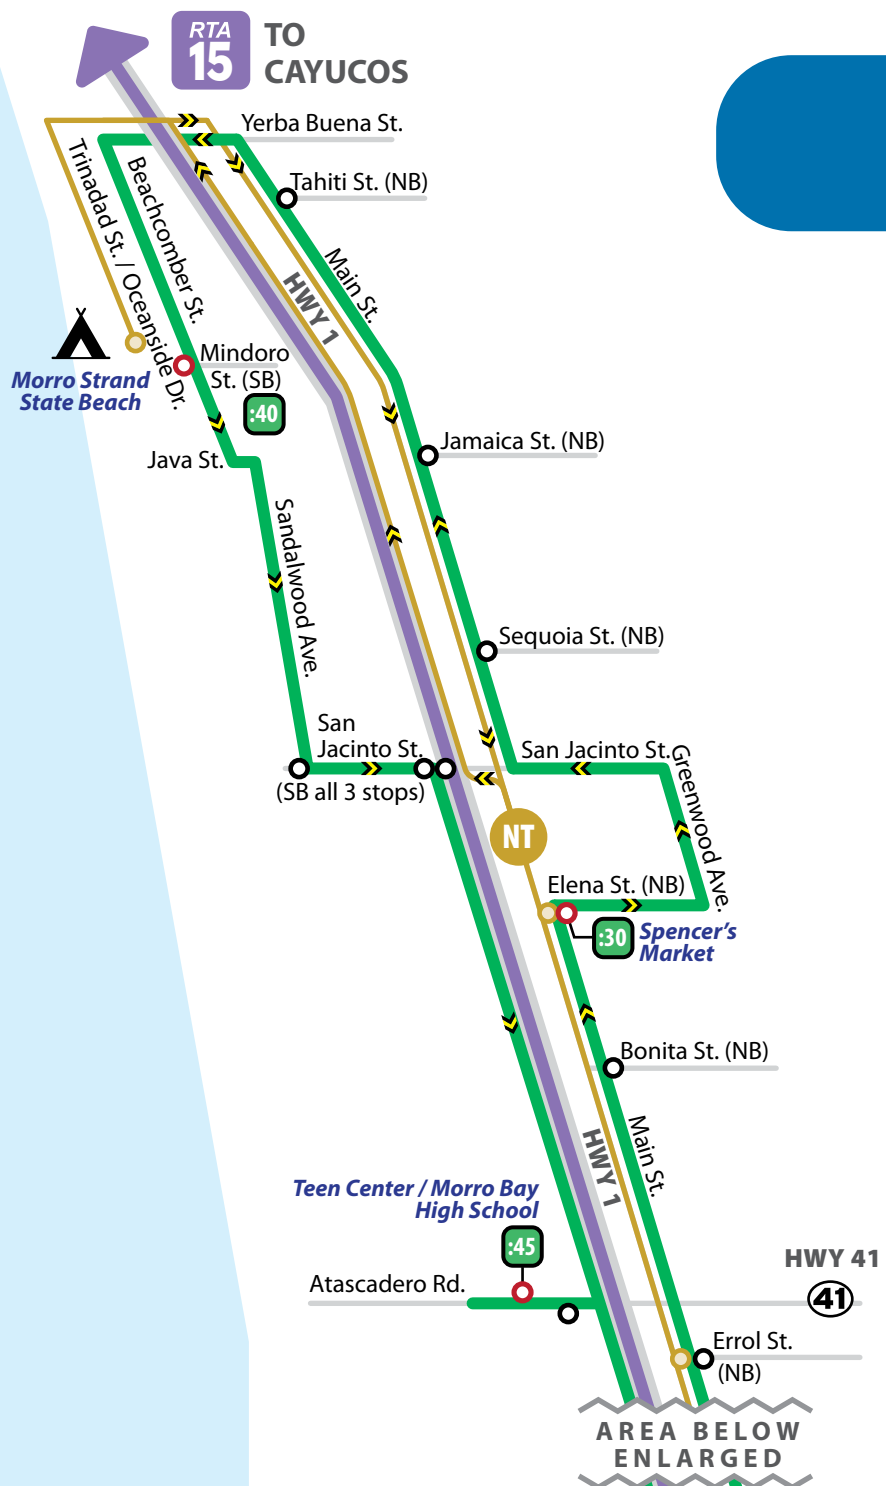 RTA
15
TO
CAYUCOS
Yerba Buena St.
Tahiti St. (NB)
Trinadad St. / Oceanside Dr.
Beachcomber St.
Main St.
HWY 1
Mindoro
St. (SB)
:40
Morro Strand
State Beach
Java St.
Jamaica St. (NB)
Sandalwood Ave.
Sequoia St. (NB)
San
Jacinto St.
(SB all 3 stops)
San Jacinto St.
Greenwood Ave.
NT
Elena St. (NB)
:30
Spencer's
Market
Bonita St. (NB)
Main St.
HWY 1
Teen Center / Morro Bay
High School
:45
Atascadero Rd.
HWY 41
41
Errol St.
(NB)
AREA BELOW
ENLARGED